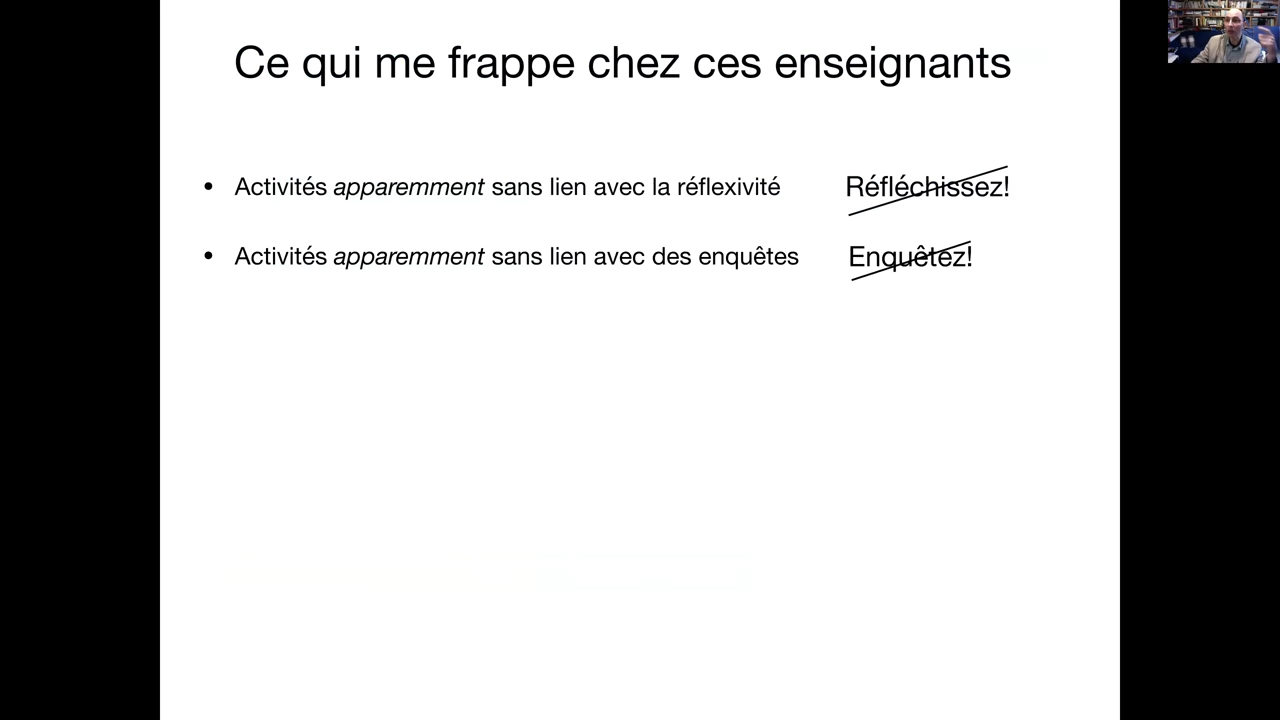 Ce qui me frappe chez ces enseignants
• Activités apparemment sans lien avec la réflexivité Réfléchissez!
• Activités apparemment sans lien avec des enquêtes Enquêtez!